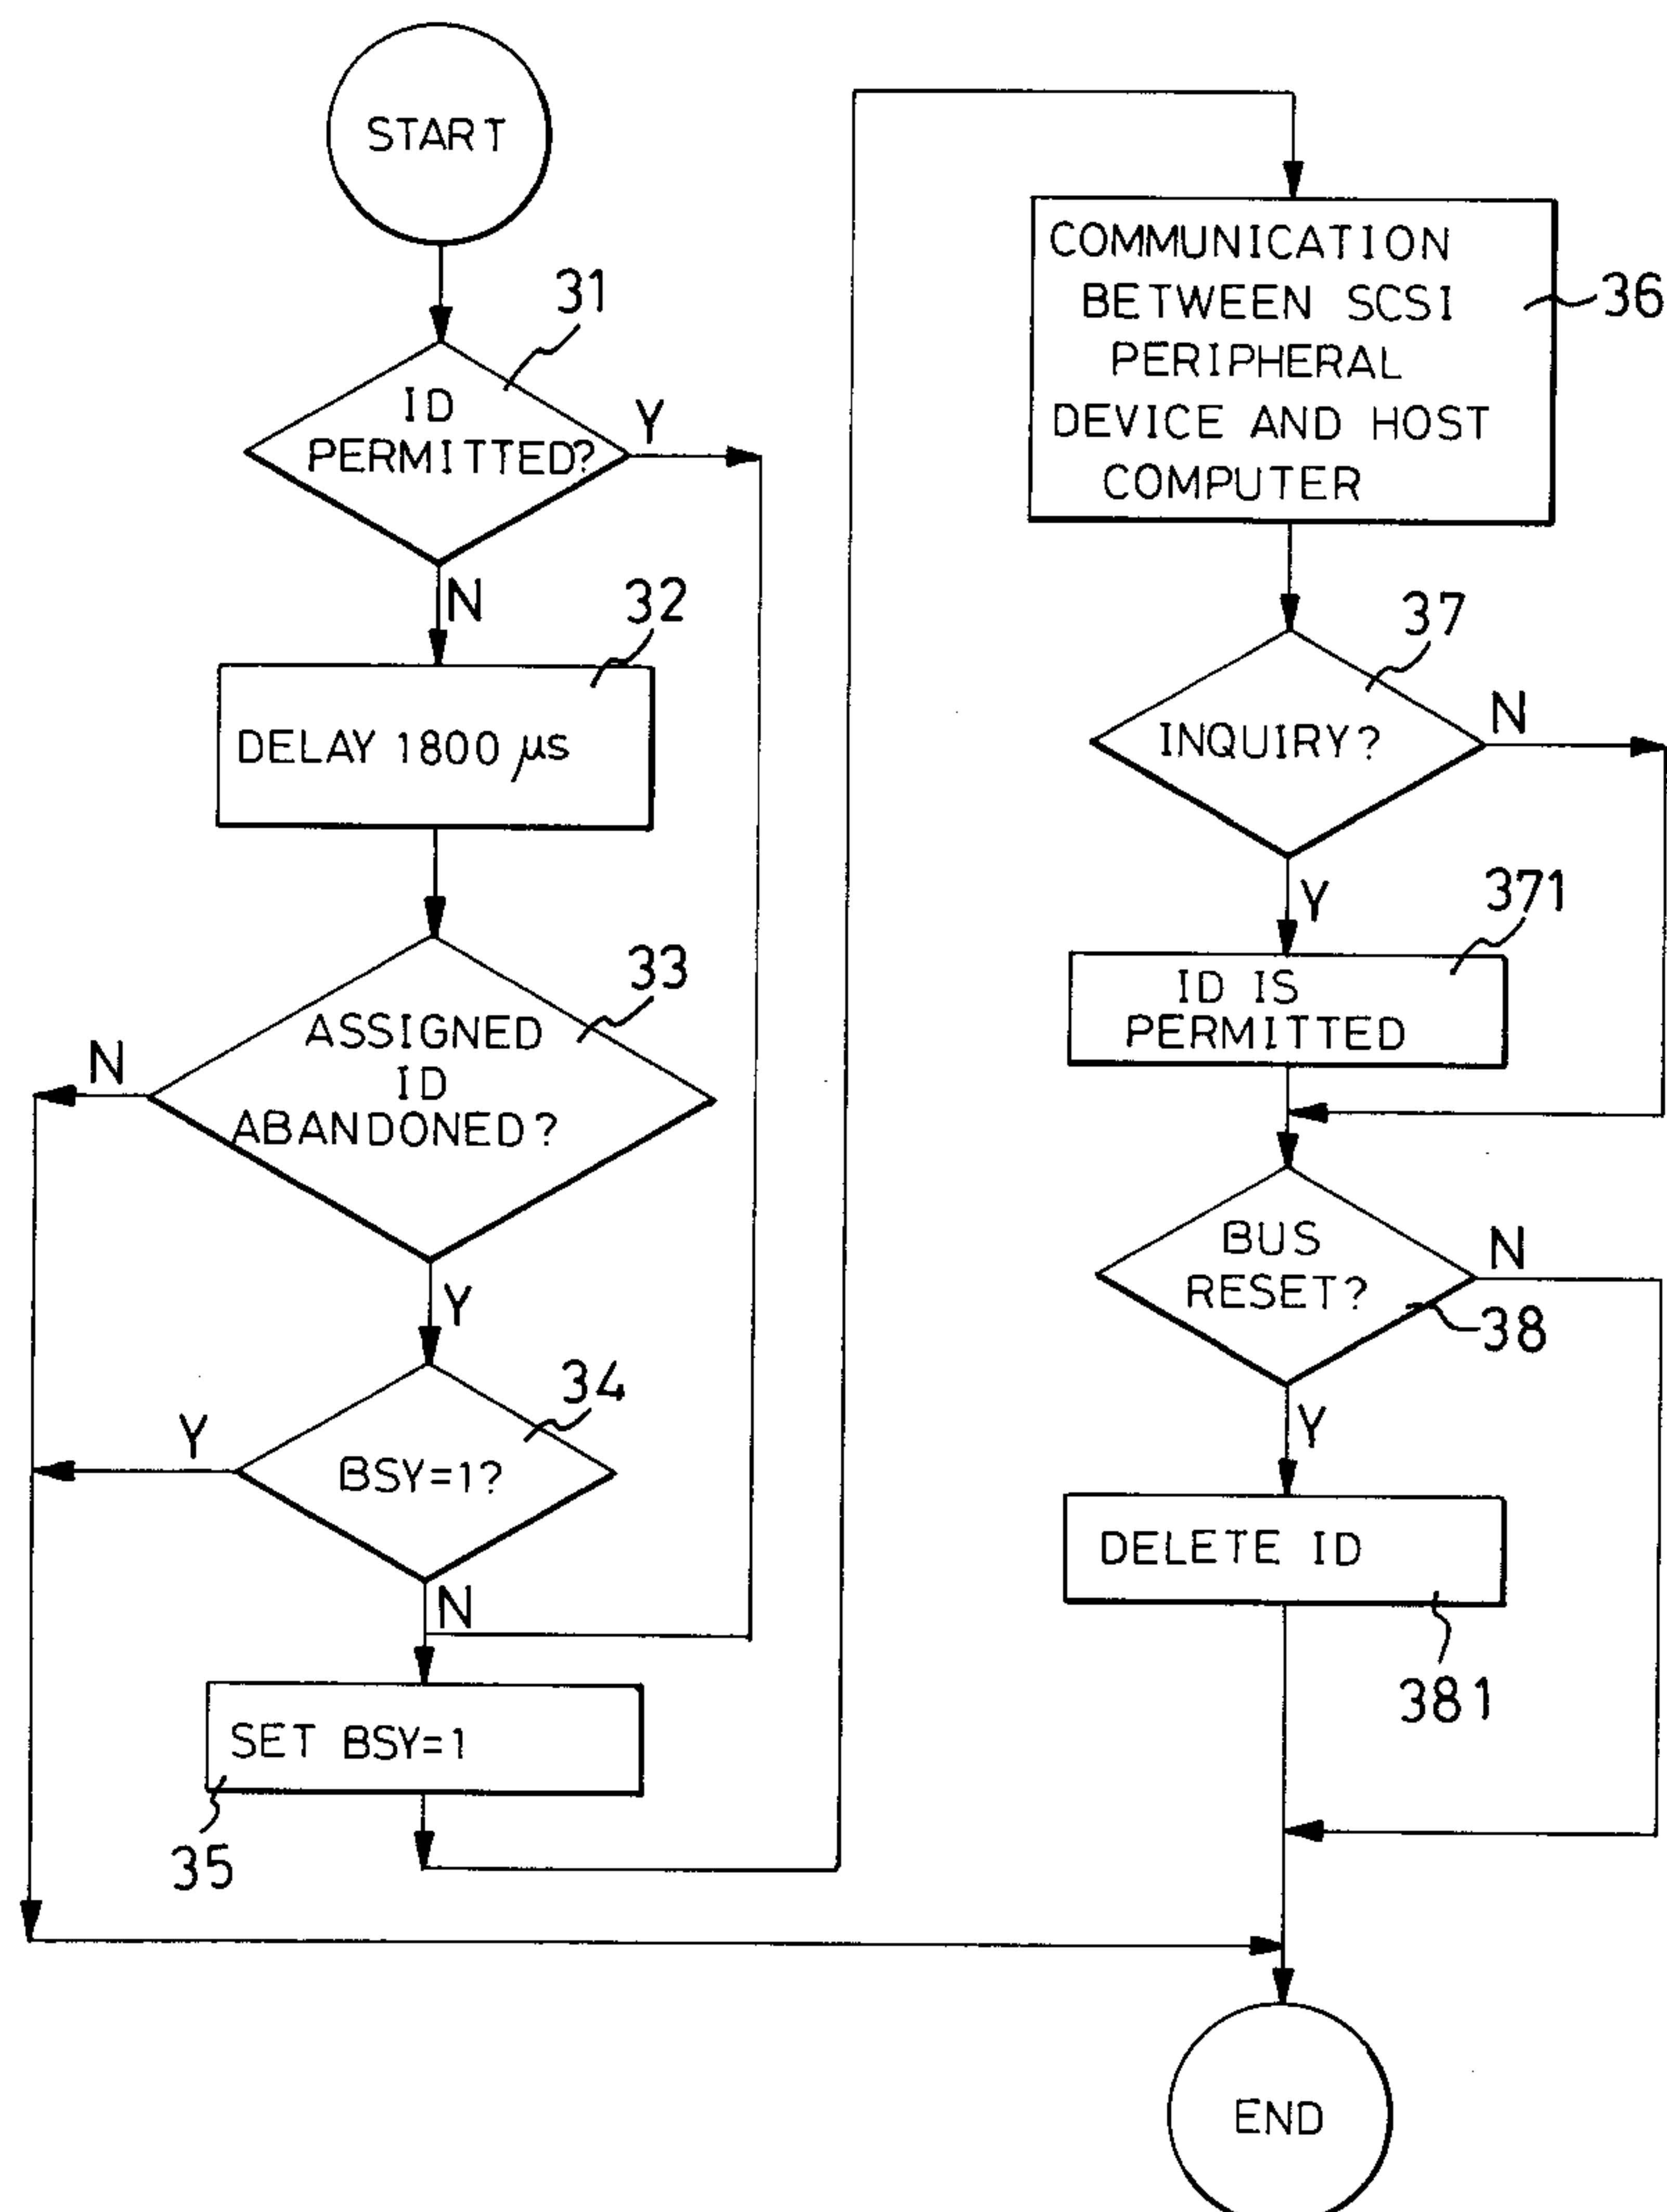 START
31
ID
PERMITTED?
Y
N
32
DELAY 1800 µs
33
ASSIGNED
ID
ABANDONED?
N
Y
34
BSY=1?
Y
N
SET BSY=1
35
COMMUNICATION
BETWEEN SCSI
PERIPHERAL
DEVICE AND HOST
COMPUTER
36
37
INQUIRY?
N
Y
371
ID IS
PERMITTED
BUS
RESET?
N
38
Y
DELETE ID
381
END